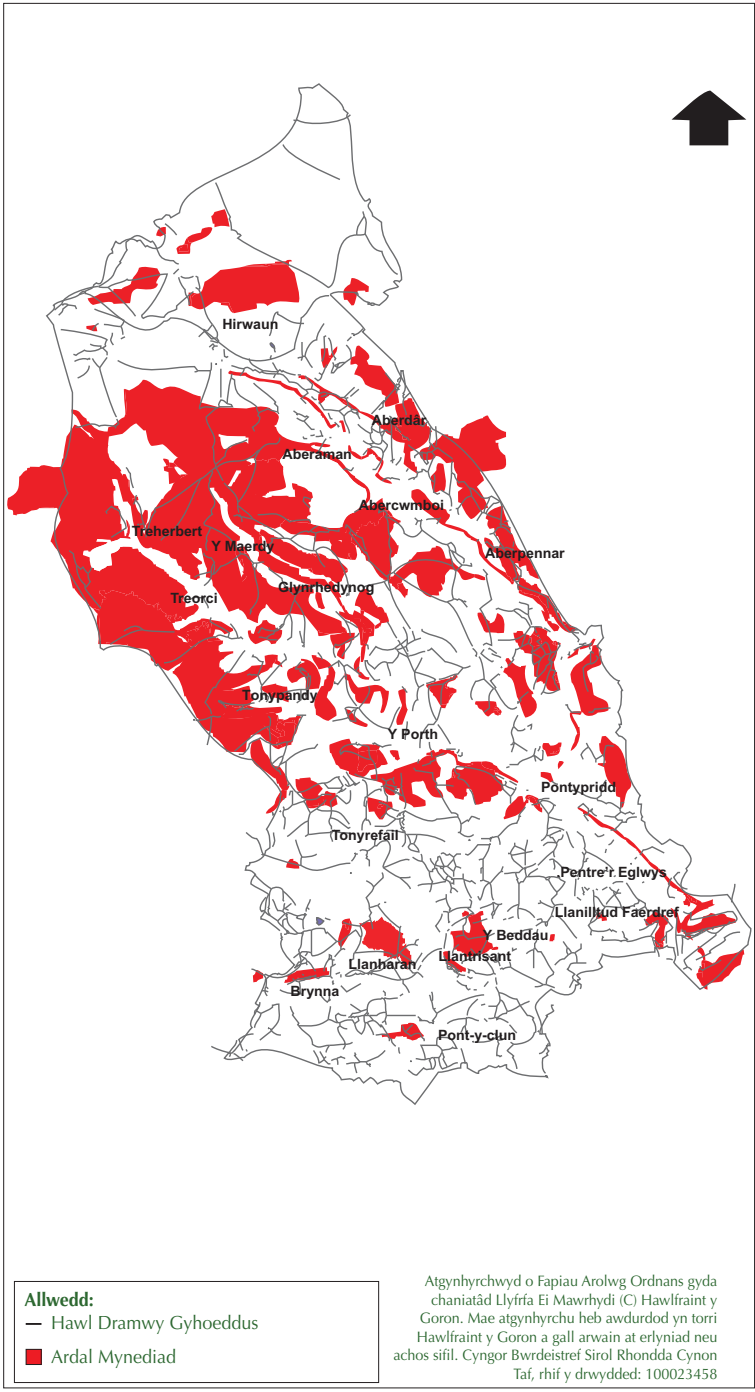 Hirwaun
Aberdâr
Aberaman
Abercwmboi
Treherbert
Y Maerdy
Aberpennar
Glynrhedynog
Treorci
Tonypandy
Y Porth
Pontypridd
Tonyrefail
Pentre'r Eglwys
Llanilltud Faerdref
Y Beddau
Llantrisant
Llanharan
Brynna
Pont-y-clun
Allwedd:
Hawl Dramwy Gyhoeddus
Ardal Mynediad
Atgynhyrchwyd o Fapiau Arolwg Ordnans gyda
chaniatâd Llyfrfa Ei Mawrhydi (C) Hawlfraint y
Goron. Mae atgynhyrchu heb awdurdod yn torri
Hawlfraint y Goron a gall arwain at erlyniad neu
achos sifil. Cyngor Bwrdeistref Sirol Rhondda Cynon
Taf, rhif y drwydded: 100023458